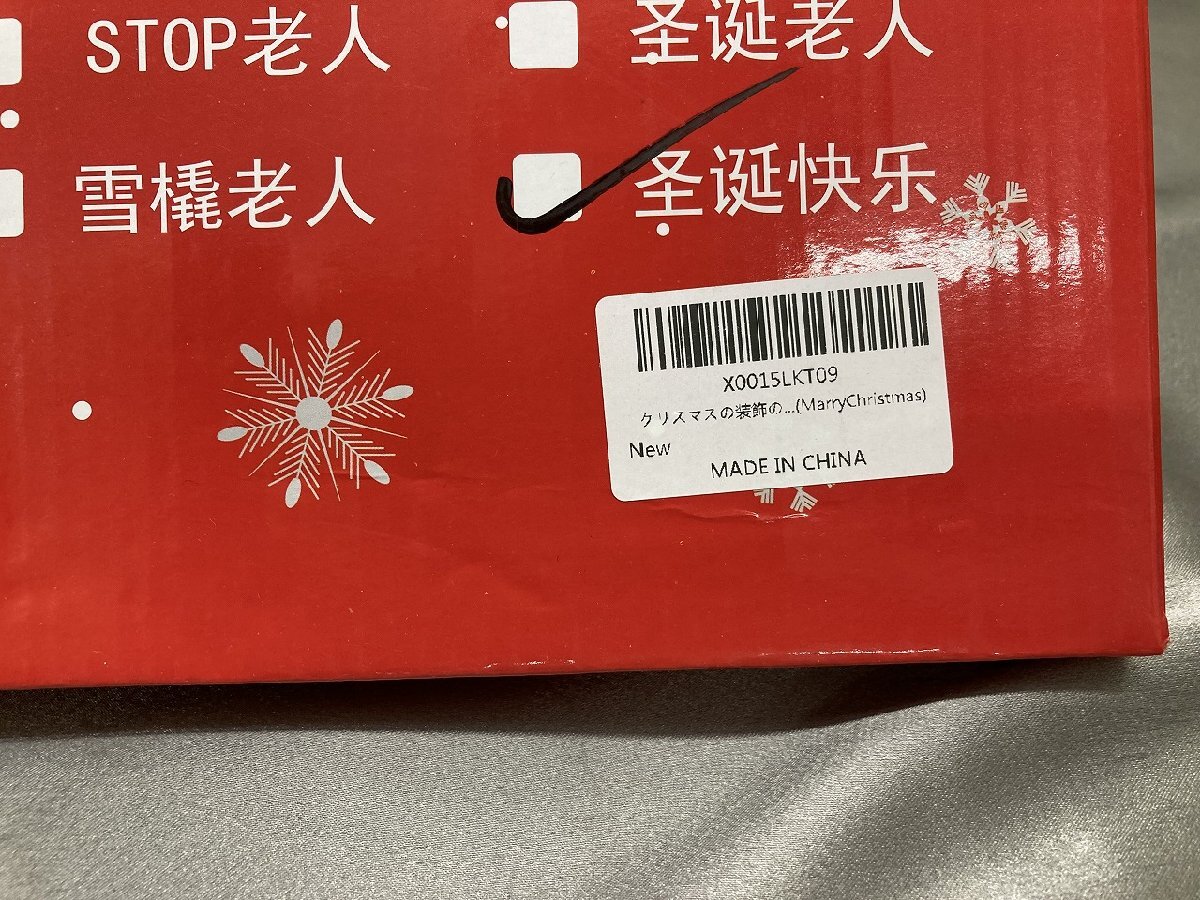 STOP老人
圣诞老人
雪橇老人
圣诞快乐
X0015LKT09
クリスマスの装飾の...(MarryChristmas)
New
MADE IN CHINA